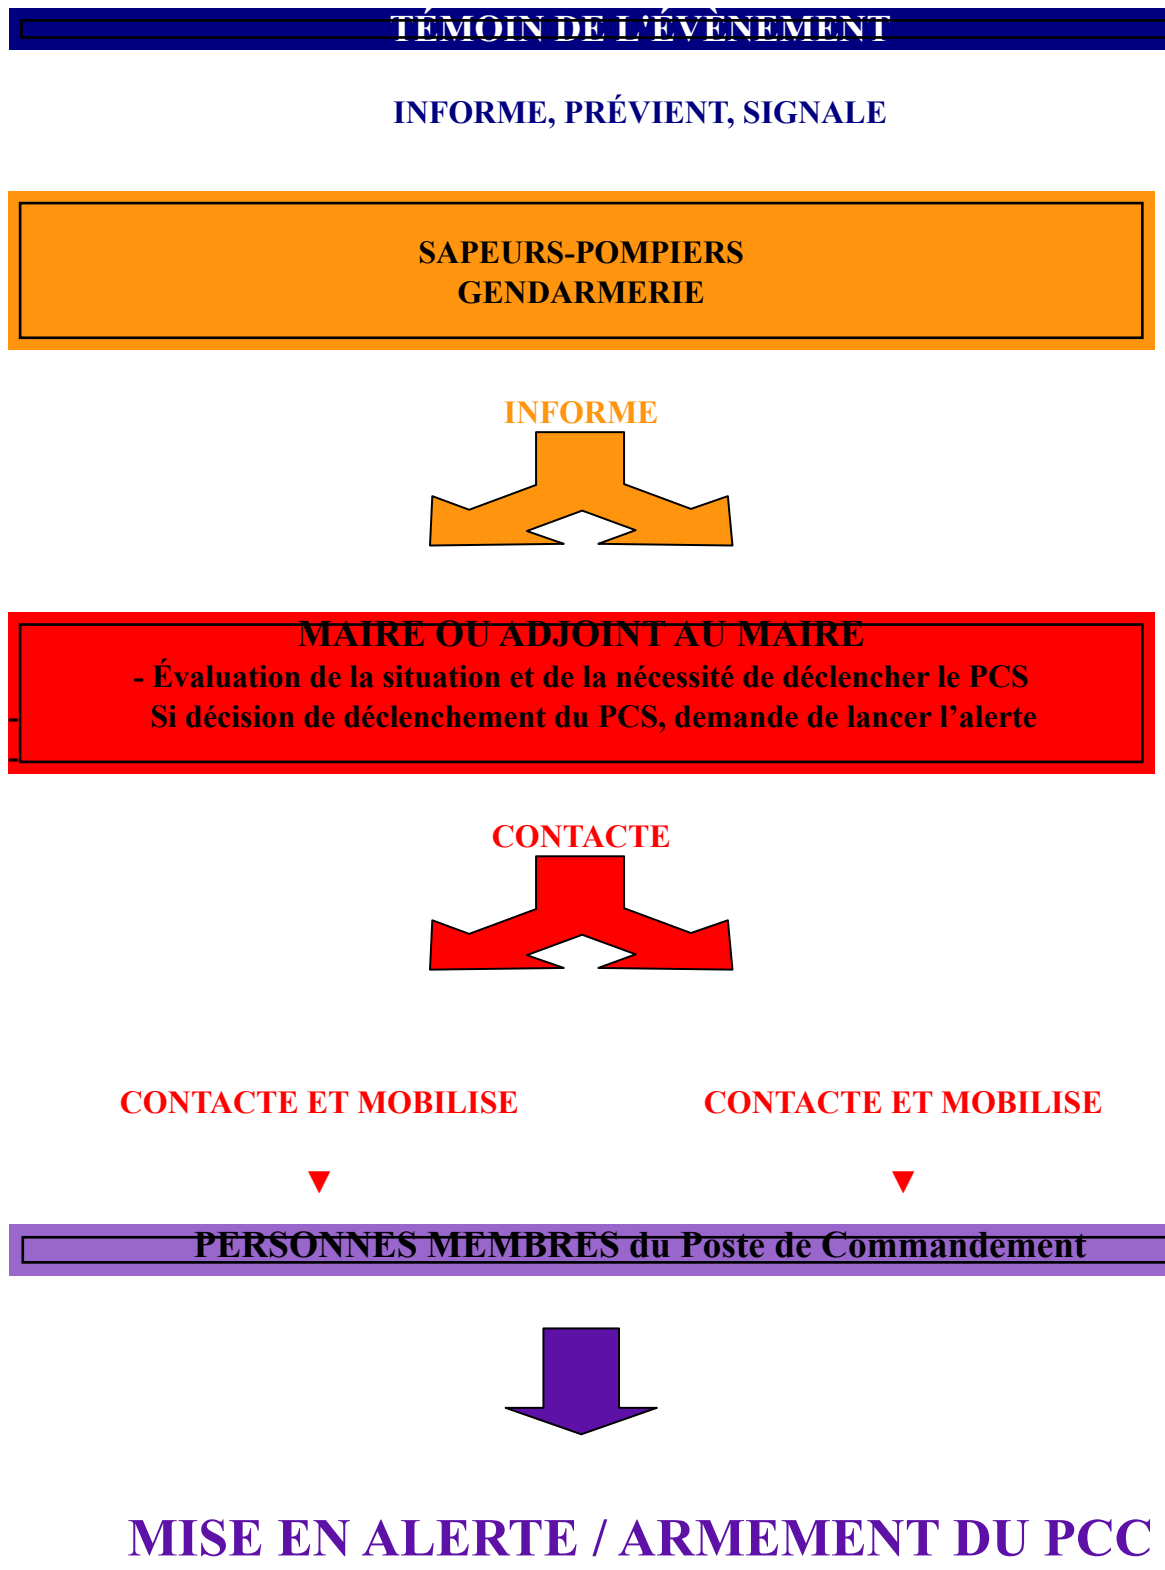 TÉMOIN DE L'ÉVÈNEMENT
INFORME, PRÉVIENT, SIGNALE
SAPEURS-POMPIERS
GENDARMERIE
INFORME
MAIRE OU ADJOINT AU MAIRE
- Évaluation de la situation et de la nécessité de déclencher le PCS
- Si décision de déclenchement du PCS, demande de lancer l’alerte
-
CONTACTE
CONTACTE ET MOBILISE CONTACTE ET MOBILISE
▼ ▼
PERSONNES MEMBRES du Poste de Commandement
MISE EN ALERTE / ARMEMENT DU PCC